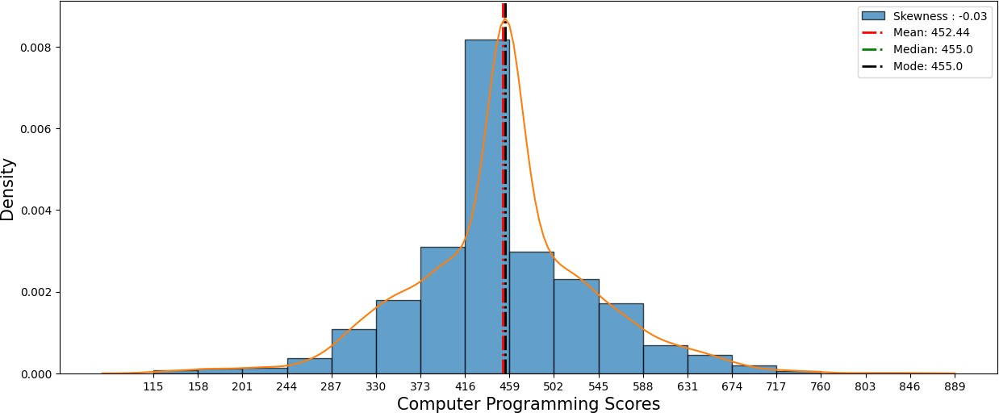 Skewness : -0.03
Mean: 452.44
Median: 455.0
Mode: 455.0
Density
0.008
0.006
0.004
0.002
0.000
115 158 201 244 287 330 373 416 459 502 545 588 631 674 717 760 803 846 889
Computer Programming Scores